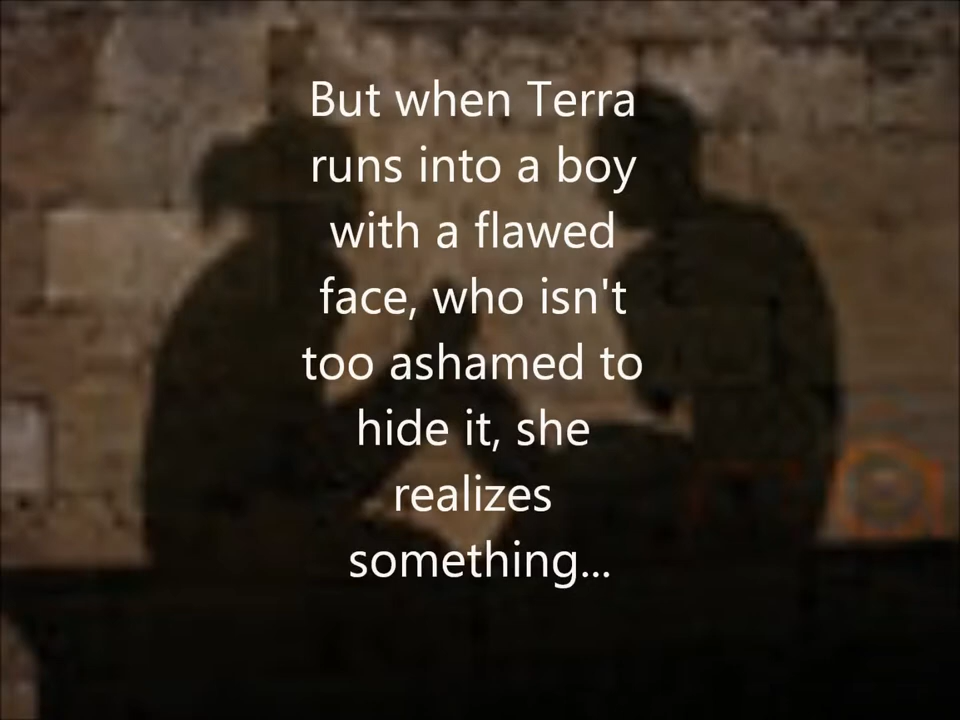 But when Terra
runs into a boy
with a flawed
face, who isn't
too ashamed to
hide it, she
realizes
something...